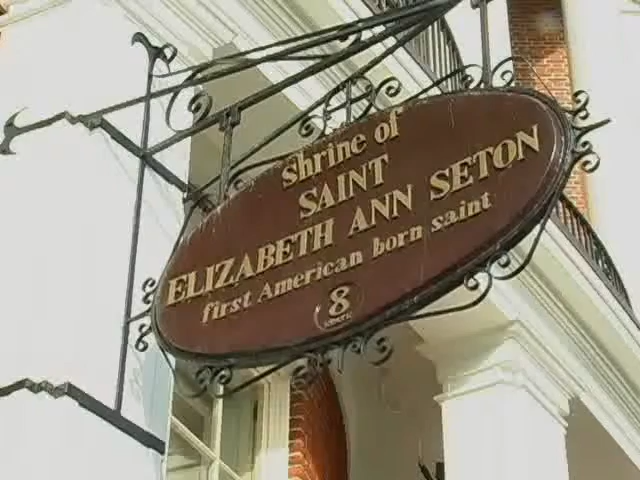 shrine of
SAINT
ELIZABETH ANN SETON
first American born saint
8